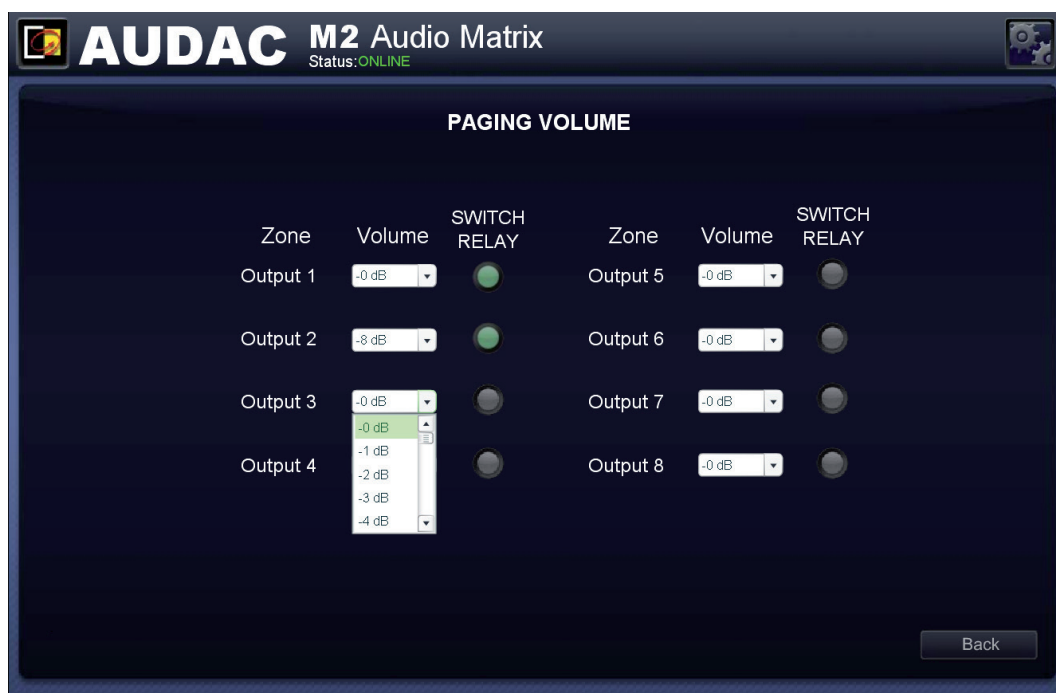 AUDAC M2 Audio Matrix
Status:ONLINE
PAGING VOLUME
Zone Volume SWITCH RELAY Zone Volume SWITCH RELAY
Output 1 -0 dB Output 5 -0 dB
Output 2 -8 dB Output 6 -0 dB
Output 3 -0 dB Output 7 -0 dB
-0 dB
-1 dB
Output 4 -2 dB Output 8 -0 dB
-3 dB
-4 dB
Back